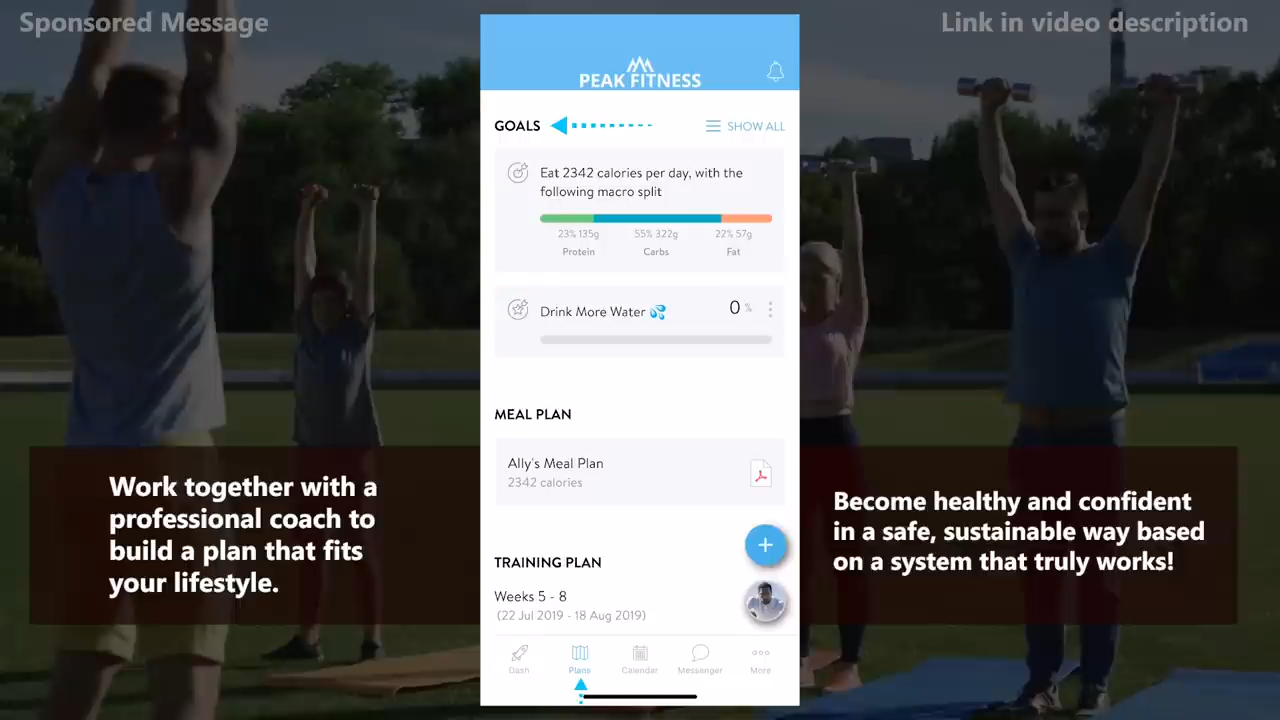 Sponsored Message
Link in video description
PEAK FITNESS
GOALS
SHOW ALL
Eat 2342 calories per day, with the
following macro split
23% 135g
55% 322g
22% 57g
Protein
Carbs
Fat
Drink More Water 💦
0 %
MEAL PLAN
Ally's Meal Plan
2342 calories
TRAINING PLAN
Weeks 5 - 8
(22 Jul 2019 - 18 Aug 2019)
Dash
Plans
Calendar
Messenger
More
Work together with a
professional coach to
build a plan that fits
your lifestyle.
Become healthy and confident
in a safe, sustainable way based
on a system that truly works!